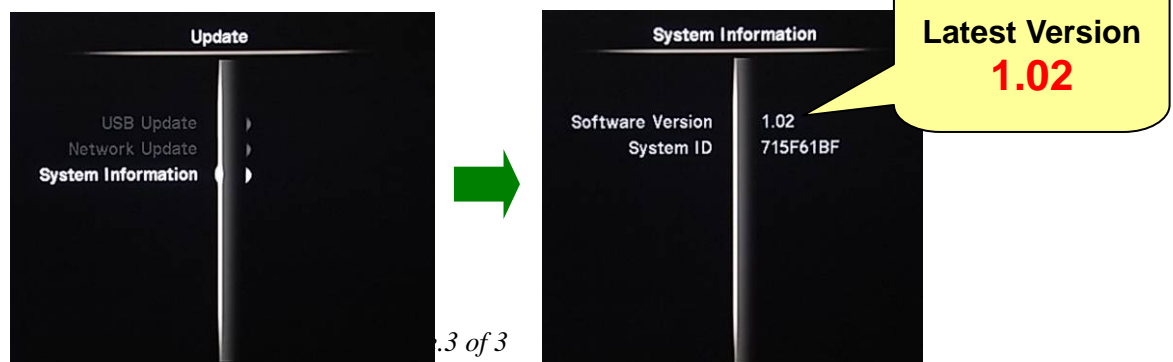 Update
USB Update
Network Update
System Information
System Information
Software Version 1.02
System ID 715F61BF
Latest Version
1.02
.3 of 3